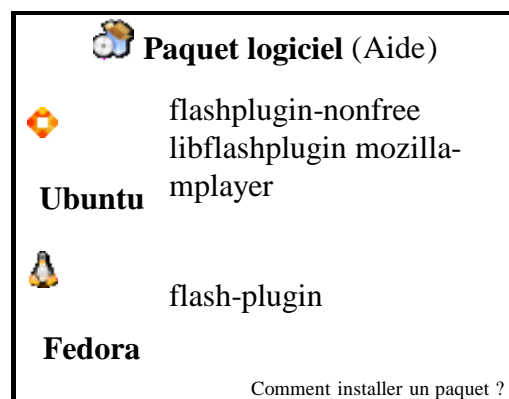 Paquet logiciel (Aide)
flashplugin-nonfree
libflashplugin mozilla-
mplayer
Ubuntu
flash-plugin
Fedora
Comment installer un paquet ?